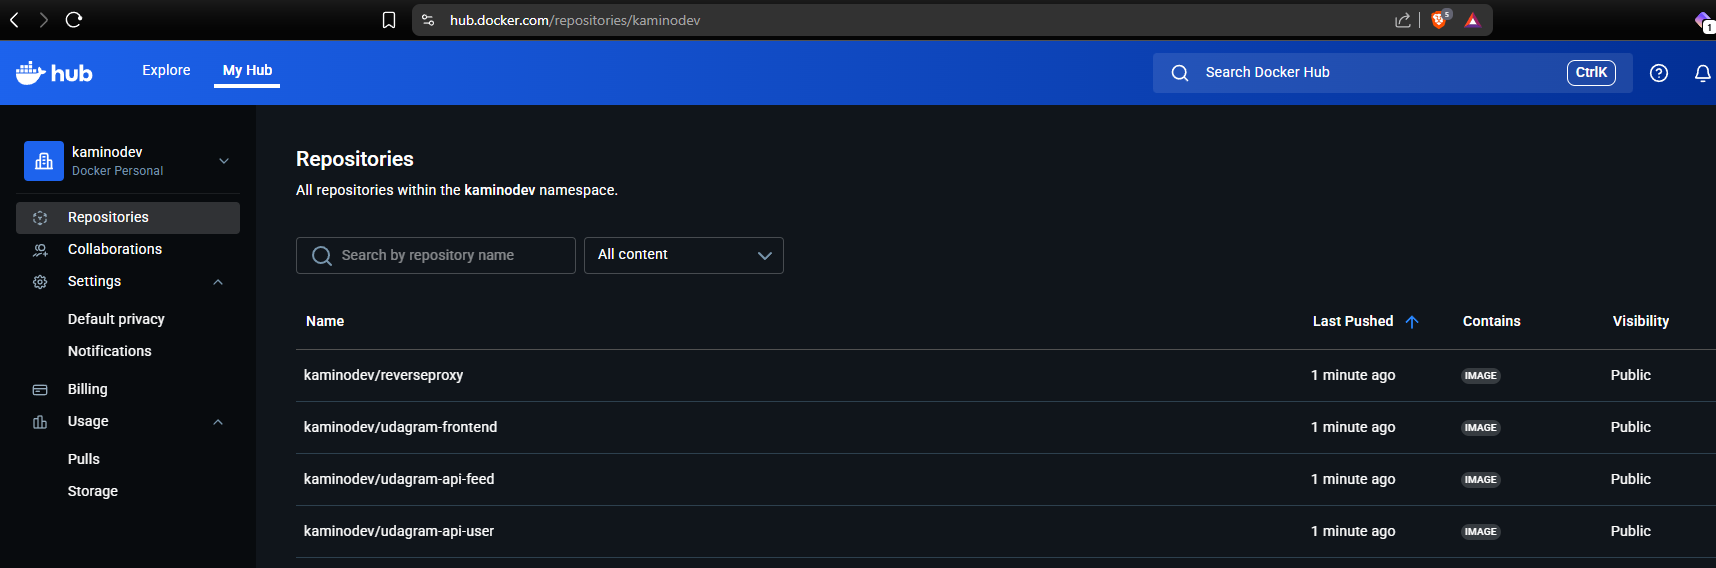 hub.docker.com/repositories/kaminodev
5
1
hub
Explore
My Hub
Search Docker Hub
CtrlK
kaminodev
Docker Personal
Repositories
Collaborations
Settings
Default privacy
Notifications
Billing
Usage
Pulls
Storage
Repositories
All repositories within the kaminodev namespace.
Search by repository name
All content
Name Last Pushed Contains Visibility
kaminodev/reverseproxy 1 minute ago IMAGE Public
kaminodev/udagram-frontend 1 minute ago IMAGE Public
kaminodev/udagram-api-feed 1 minute ago IMAGE Public
kaminodev/udagram-api-user 1 minute ago IMAGE Public